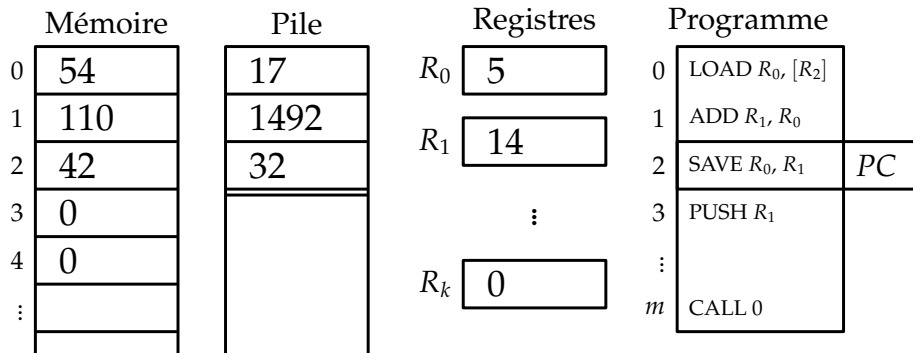 Mémoire Pile Registres Programme
0 54 17 R₀ 5 0 LOAD R₀, [R₂]
1 110 1492 R₁ 14 1 ADD R₁, R₀
2 42 32 2 SAVE R₀, R₁ PC
3 0 ⋮ 3 PUSH R₁
4 0 Rₖ 0 ⋮
⋮ m CALL 0